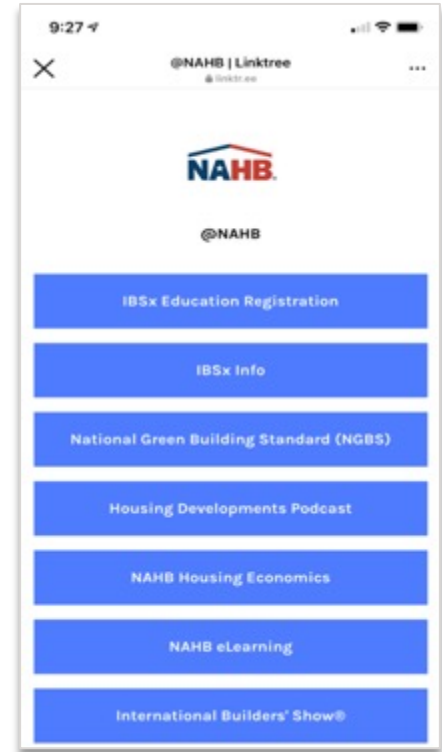 9:27
@NAHB | Linktree
linktr.ee
NAHB
@NAHB
IBSx Education Registration
IBSx Info
National Green Building Standard (NGBS)
Housing Developments Podcast
NAHB Housing Economics
NAHB eLearning
International Builders' Show®